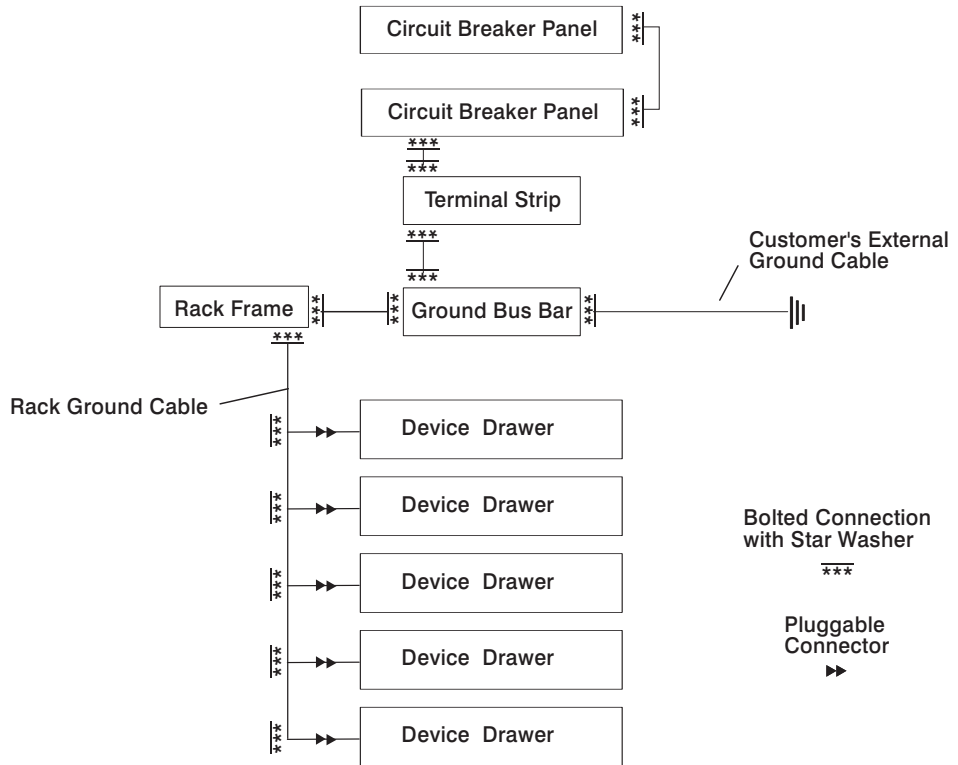 Circuit Breaker Panel
***
***
Circuit Breaker Panel
***
***
Terminal Strip
***
***
Customer's External
Ground Cable
Rack Frame
***
***
Ground Bus Bar
***
***
Rack Ground Cable
***
Device Drawer
***
Device Drawer
Bolted Connection
with Star Washer
***
***
Device Drawer
Pluggable
Connector
***
Device Drawer
***
Device Drawer